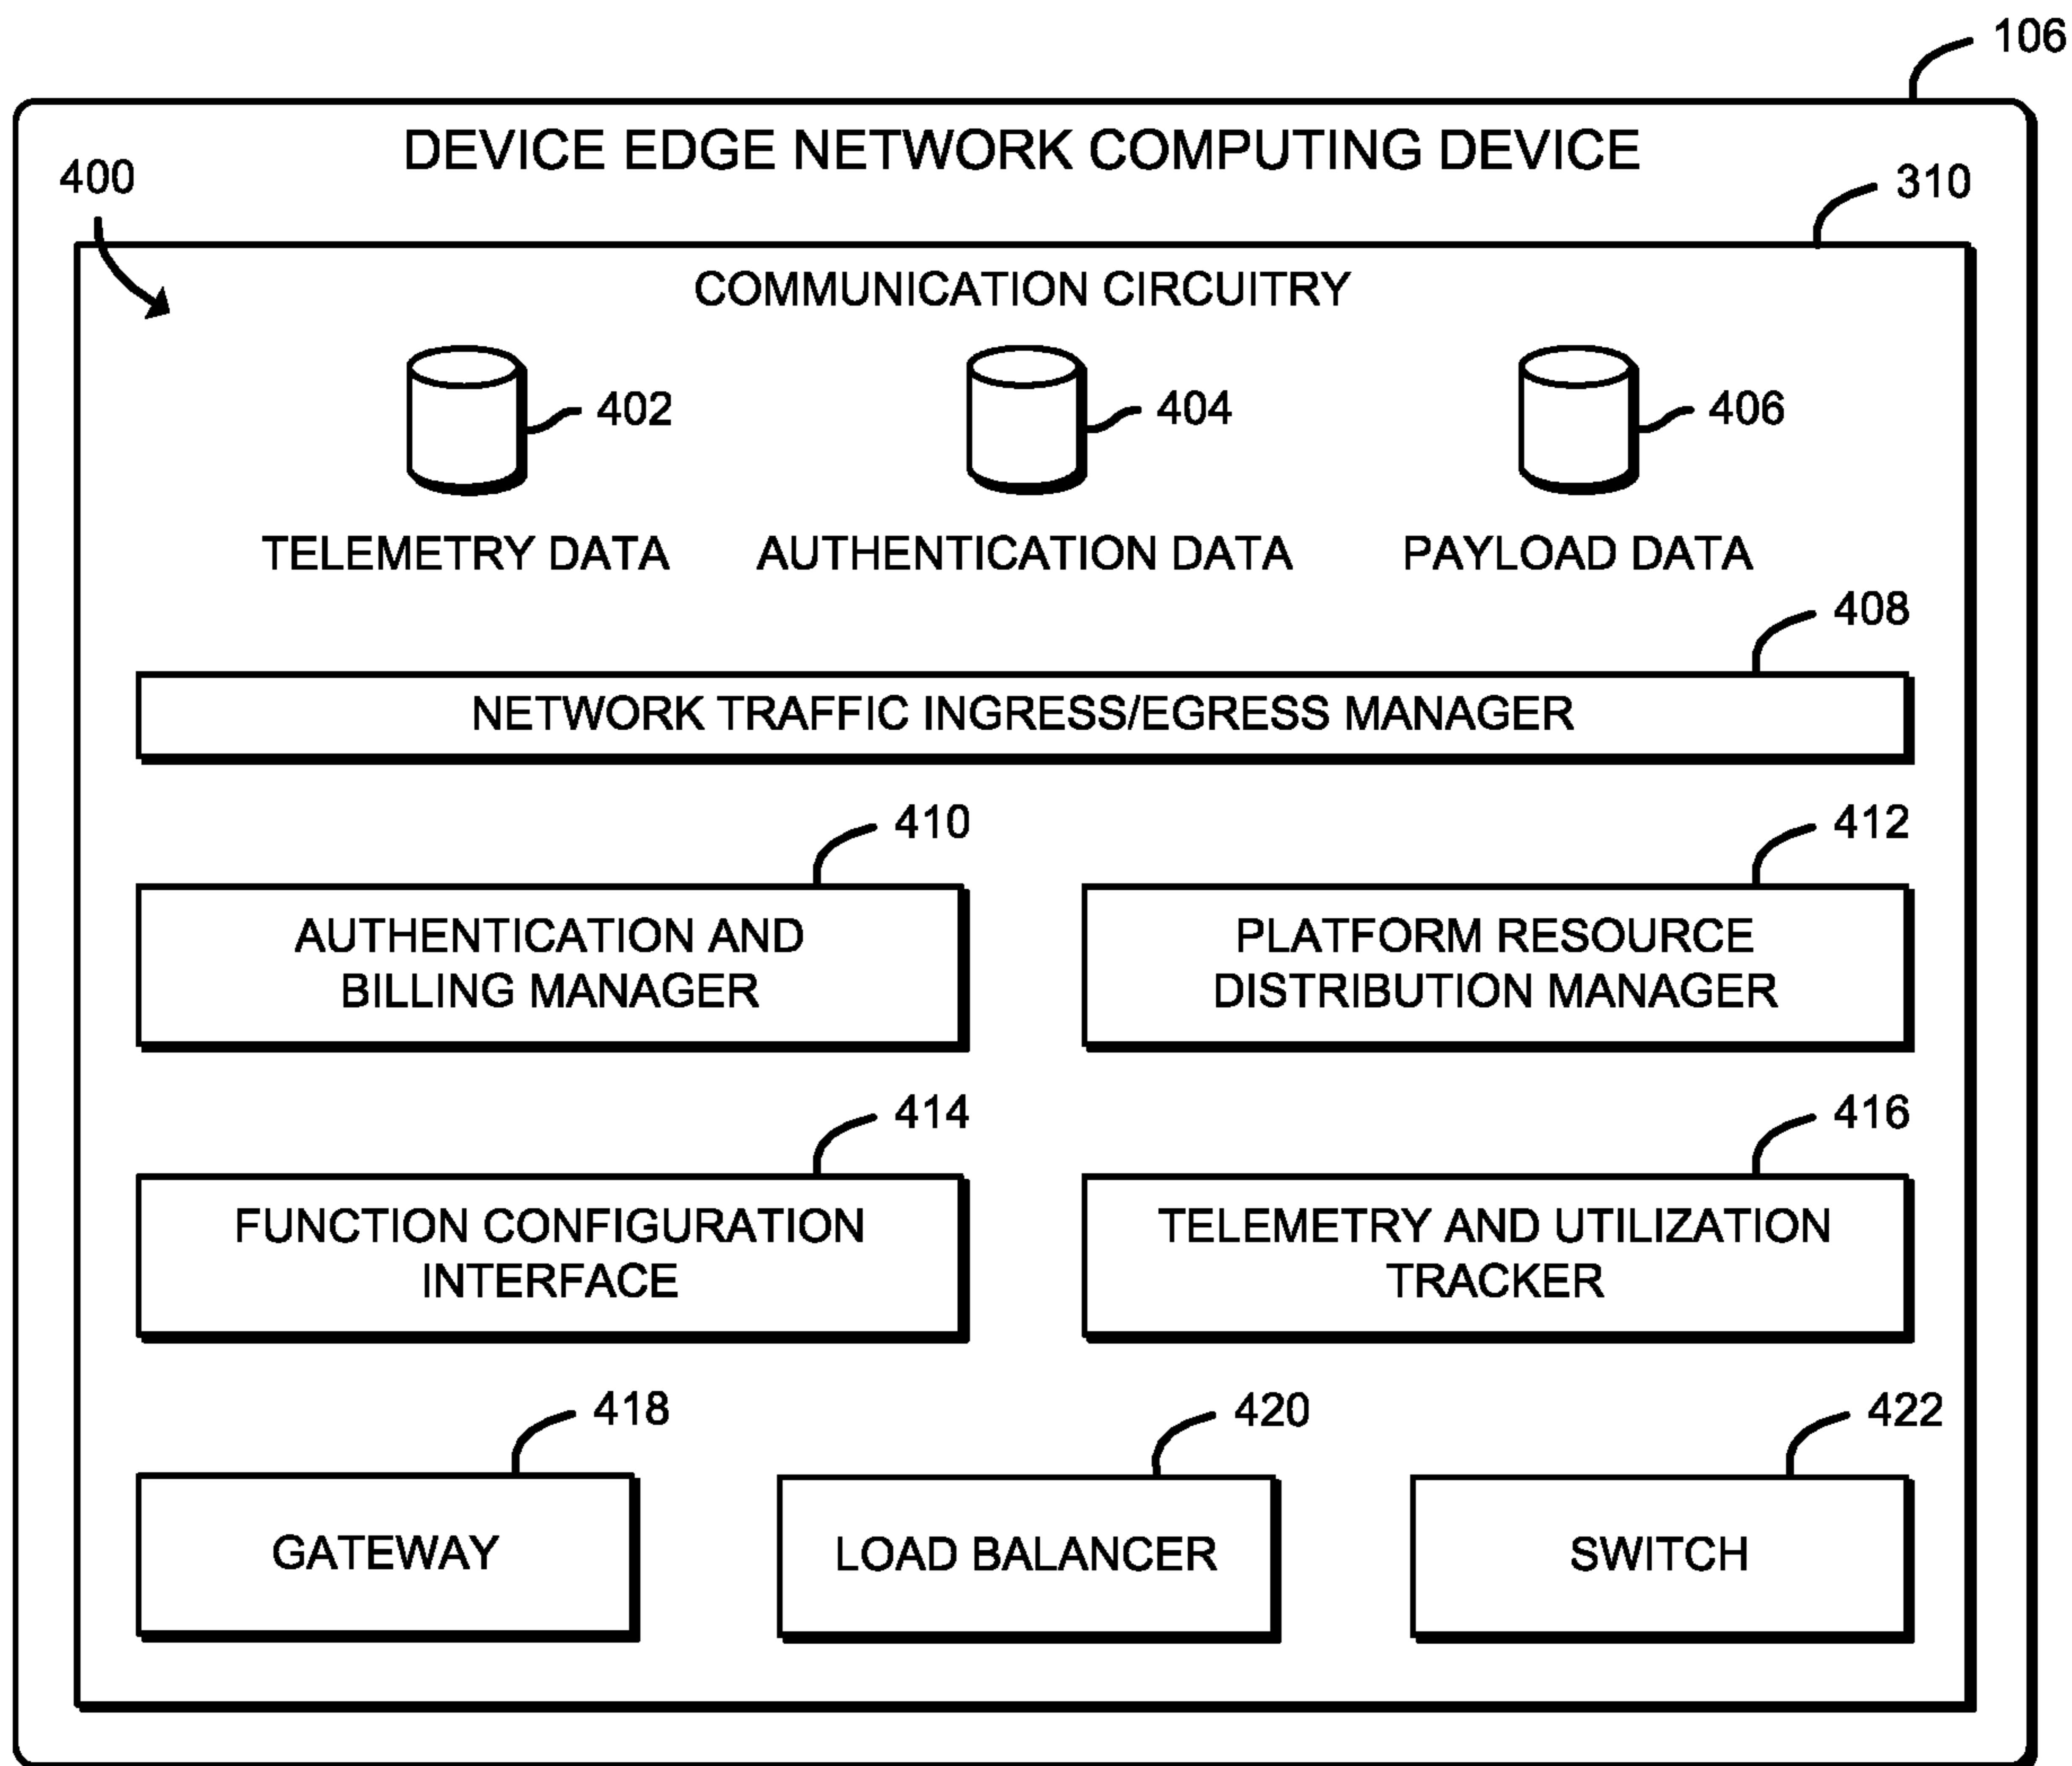 106
DEVICE EDGE NETWORK COMPUTING DEVICE
400
310
COMMUNICATION CIRCUITRY
402
404
406
TELEMETRY DATA
AUTHENTICATION DATA
PAYLOAD DATA
408
NETWORK TRAFFIC INGRESS/EGRESS MANAGER
410
412
AUTHENTICATION AND
BILLING MANAGER
PLATFORM RESOURCE
DISTRIBUTION MANAGER
414
416
FUNCTION CONFIGURATION
INTERFACE
TELEMETRY AND UTILIZATION
TRACKER
418
420
422
GATEWAY
LOAD BALANCER
SWITCH